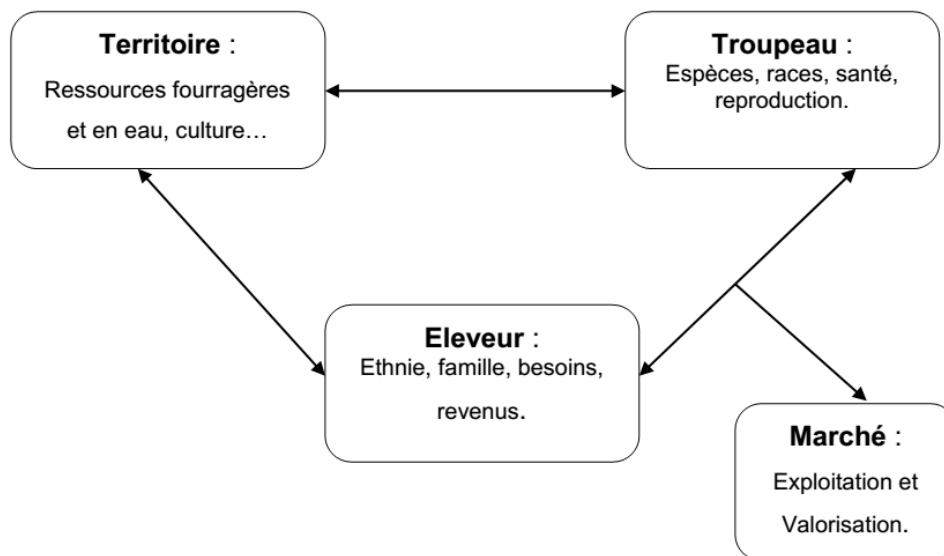 Territoire :
Ressources fourragères
et en eau, culture…
Troupeau :
Espèces, races, santé,
reproduction.
Eleveur :
Ethnie, famille, besoins,
revenus.
Marché :
Exploitation et
Valorisation.